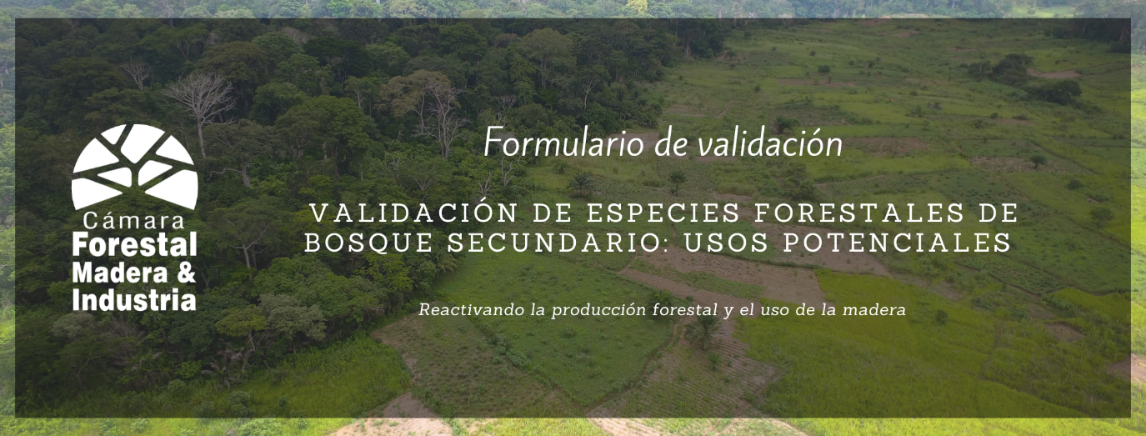 Formulario de validación
VALIDACIÓN DE ESPECIES FORESTALES DE
BOSQUE SECUNDARIO: USOS POTENCIALES
Reactivando la producción forestal y el uso de la madera
Cámara
Forestal
Madera &
Industria